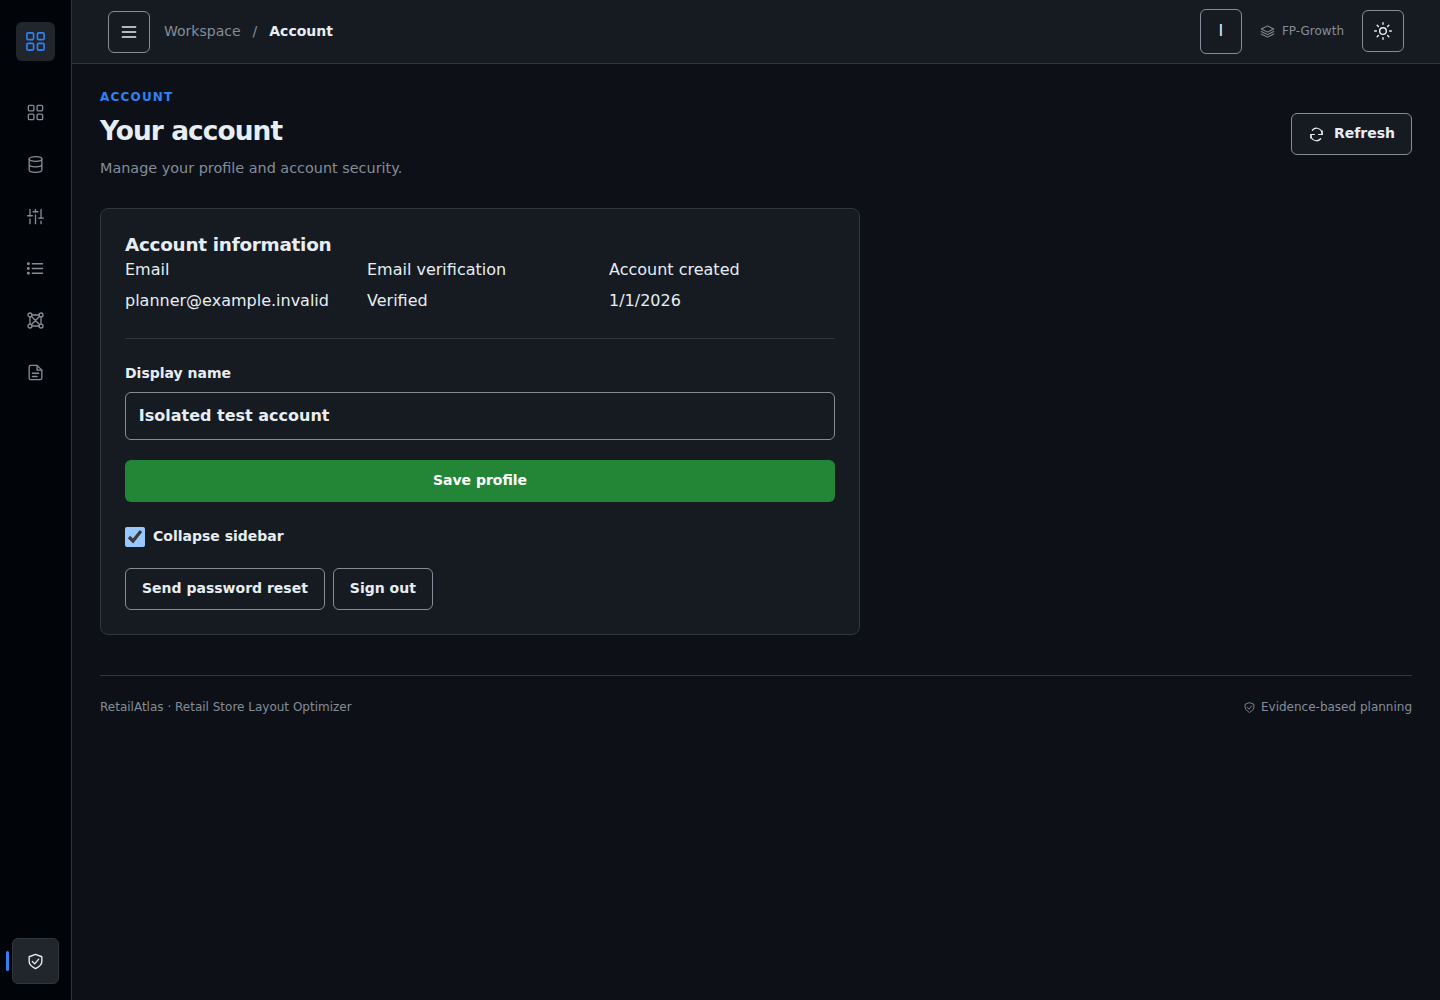 Workspace / Account
I
FP-Growth
ACCOUNT
Your account
Manage your profile and account security.
Refresh
Account information
Email
Email verification
Account created
planner@example.invalid
Verified
1/1/2026
Display name
Isolated test account
Save profile
Collapse sidebar
Send password reset
Sign out
RetailAtlas · Retail Store Layout Optimizer
Evidence-based planning